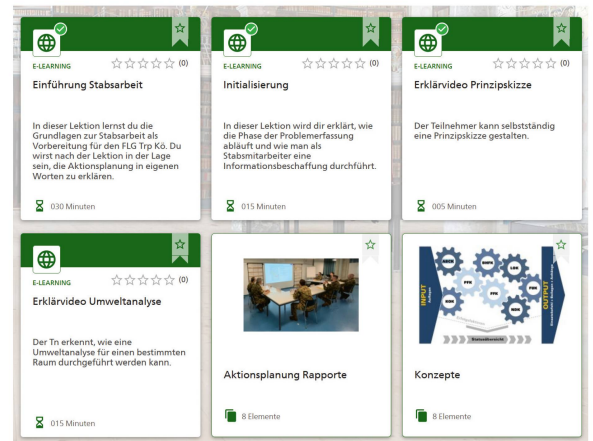 E-LEARNING
(0)
Einführung Stabsarbeit
In dieser Lektion lernst du die
Grundlagen zur Stabsarbeit als
Vorbereitung für den FLG Trp Kö. Du
wirst nach der Lektion in der Lage
sein, die Aktionsplanung in eigenen
Worten zu erklären.
030 Minuten
E-LEARNING
(0)
Initialisierung
In dieser Lektion wird dir erklärt, wie
die Phase der Problemerfassung
abläuft und wie man als
Stabsmitarbeiter eine
Informationsbeschaffung durchführt.
015 Minuten
E-LEARNING
(0)
Erklärvideo Prinzipskizze
Der Teilnehmer kann selbstständig
eine Prinzipskizze gestalten.
005 Minuten
E-LEARNING
(0)
Erklärvideo Umweltanalyse
Der Tn erkennt, wie eine
Umweltanalyse für einen bestimmten
Raum durchgeführt werden kann.
015 Minuten
Aktionsplanung Rapporte
8 Elemente
INPUT
OUTPUT
Konzepte
8 Elemente